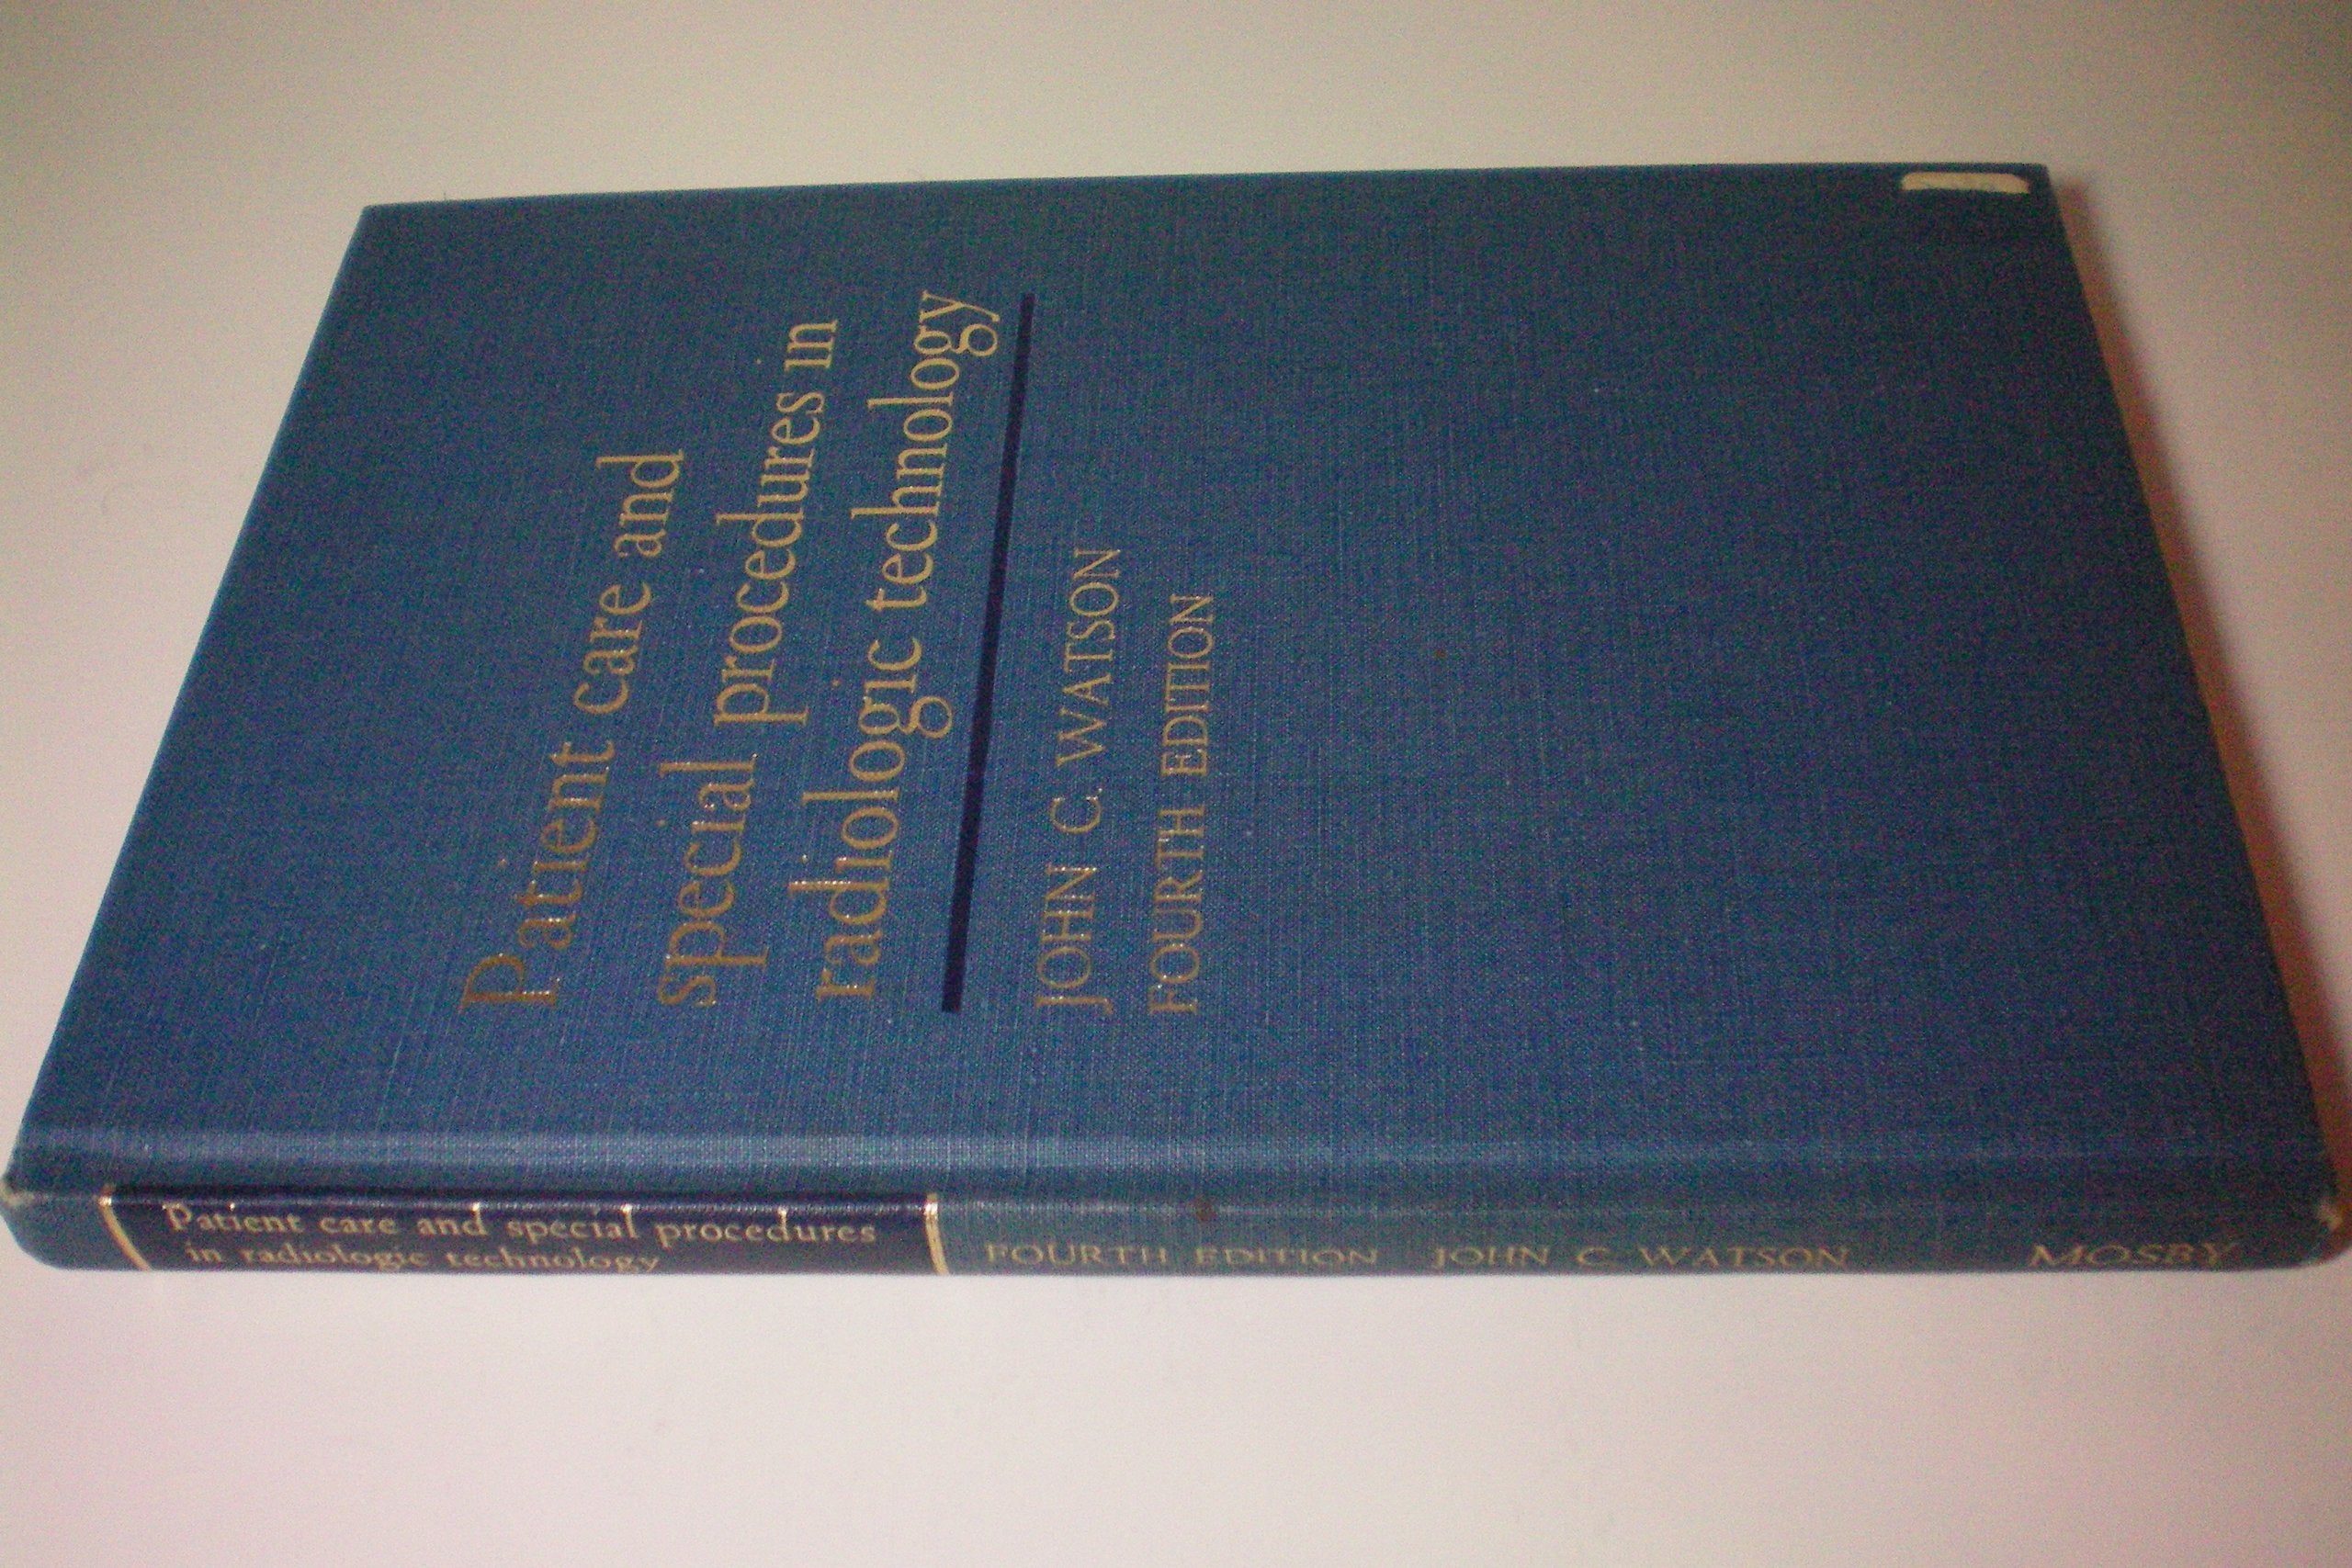 Patient care and
special procedures in
radiologic technology
JOHN C. WATSON
FOURTH EDITION
Patient care and special procedures
in radiologic technology
FOURTH EDITION JOHN C. WATSON MOSBY